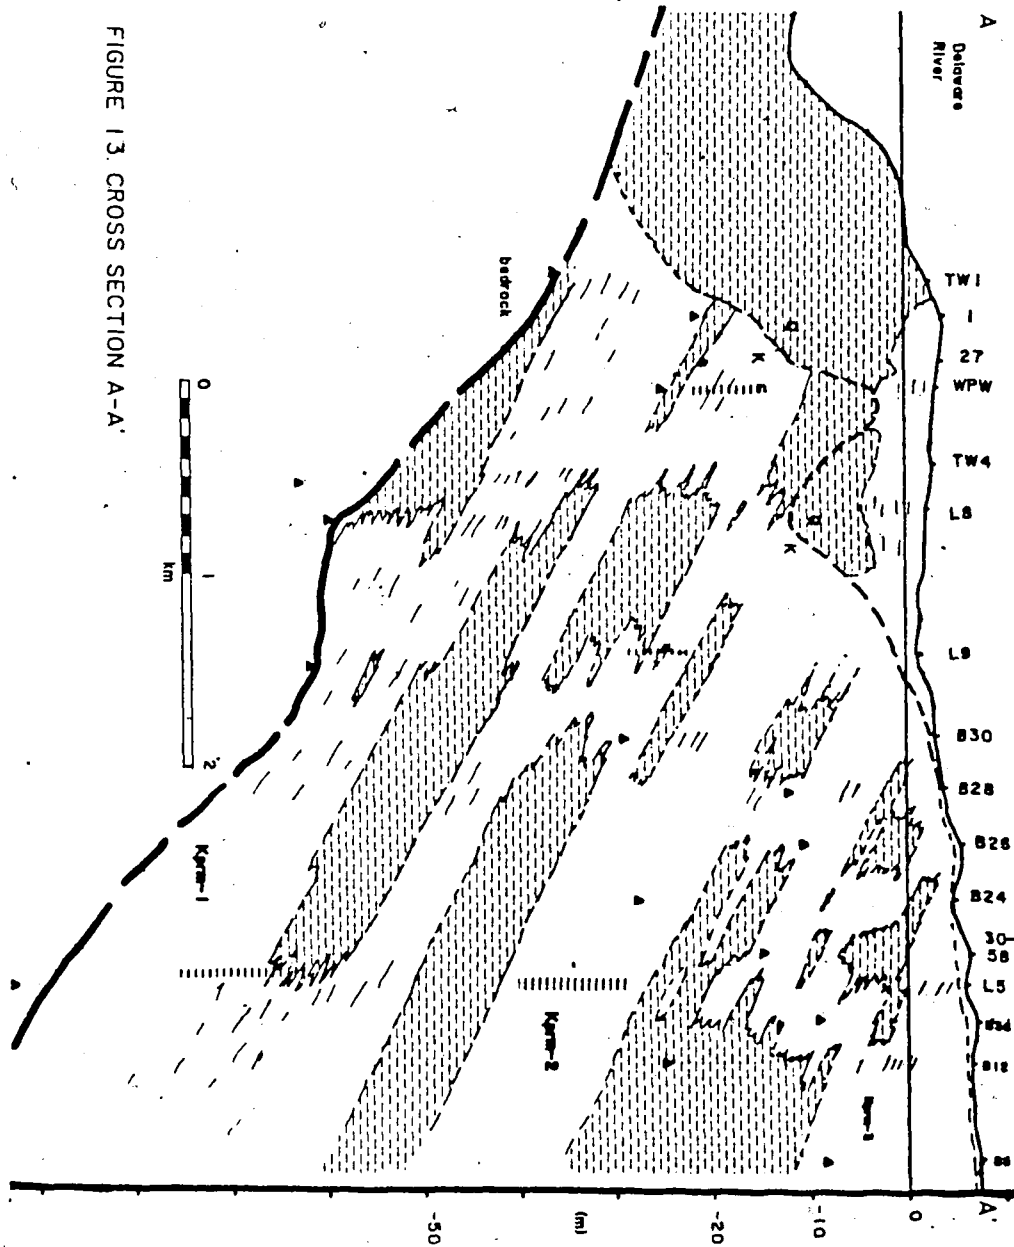 A
Delaware
River
TW1
1
27
WPW
TW4
L8
L9
B30
B28
B26
B24
30-
58
L5
B12
A'
0
-10
-20
(m)
-50
Q
K
Q
K
bedrock
Kprm-1
Kprm-2
0
1
2
km
FIGURE 13. CROSS SECTION A-A'